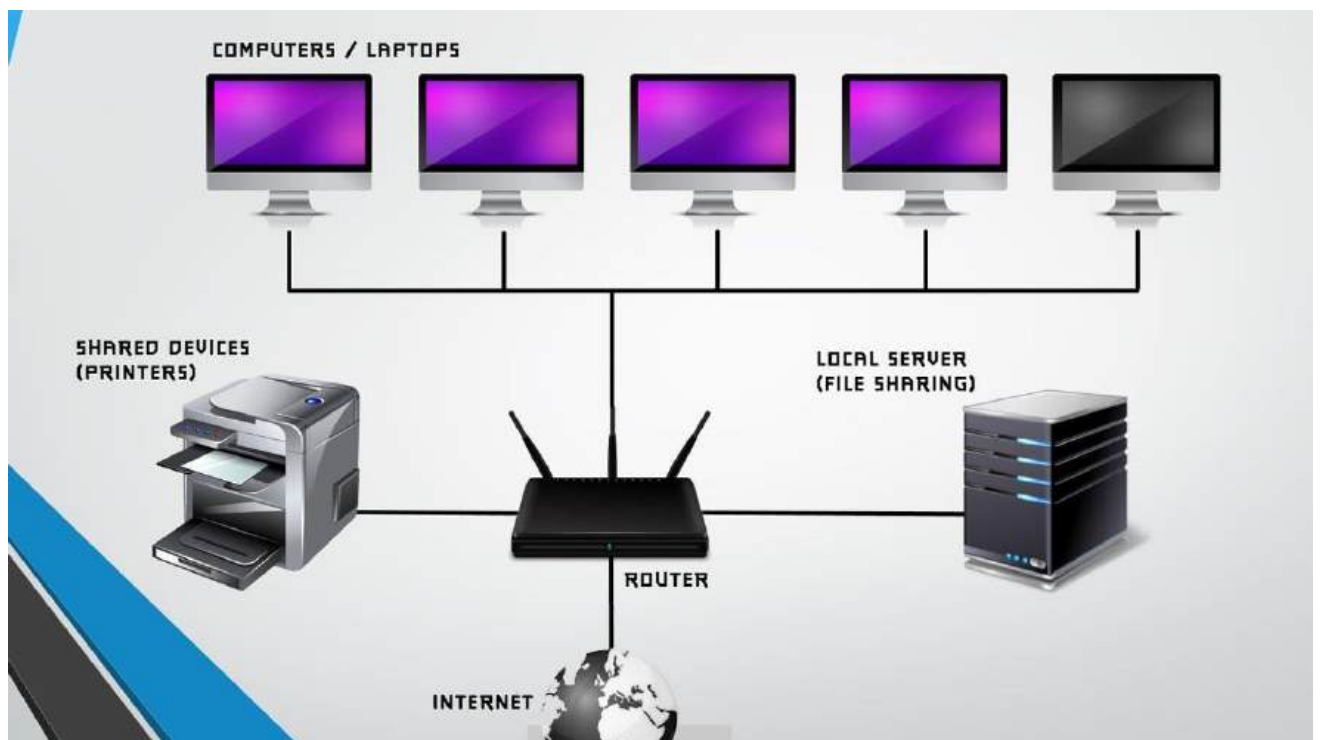 COMPUTERS / LAPTOPS
SHARED DEVICES
(PRINTERS)
LOCAL SERVER
(FILE SHARING)
ROUTER
INTERNET